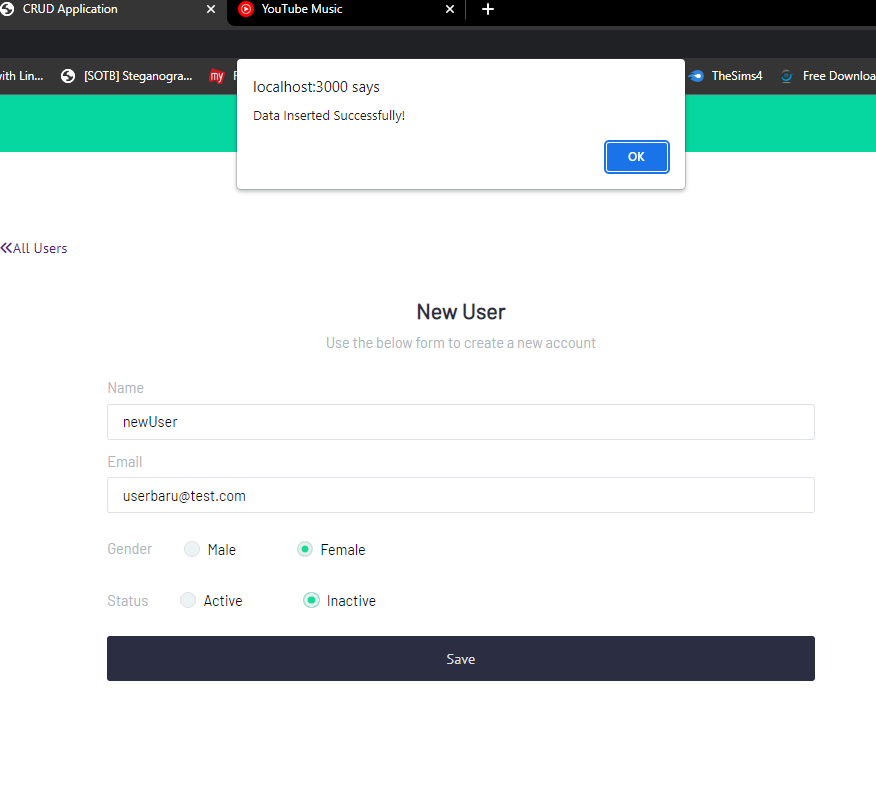 CRUD Application
YouTube Music
with Lin...
[SOTB] Steganogra...
my
TheSims4
Free Downloa
localhost:3000 says
Data Inserted Successfully!
OK
All Users
New User
Use the below form to create a new account
Name
newUser
Email
userbaru@test.com
Gender Male Female
Status Active Inactive
Save